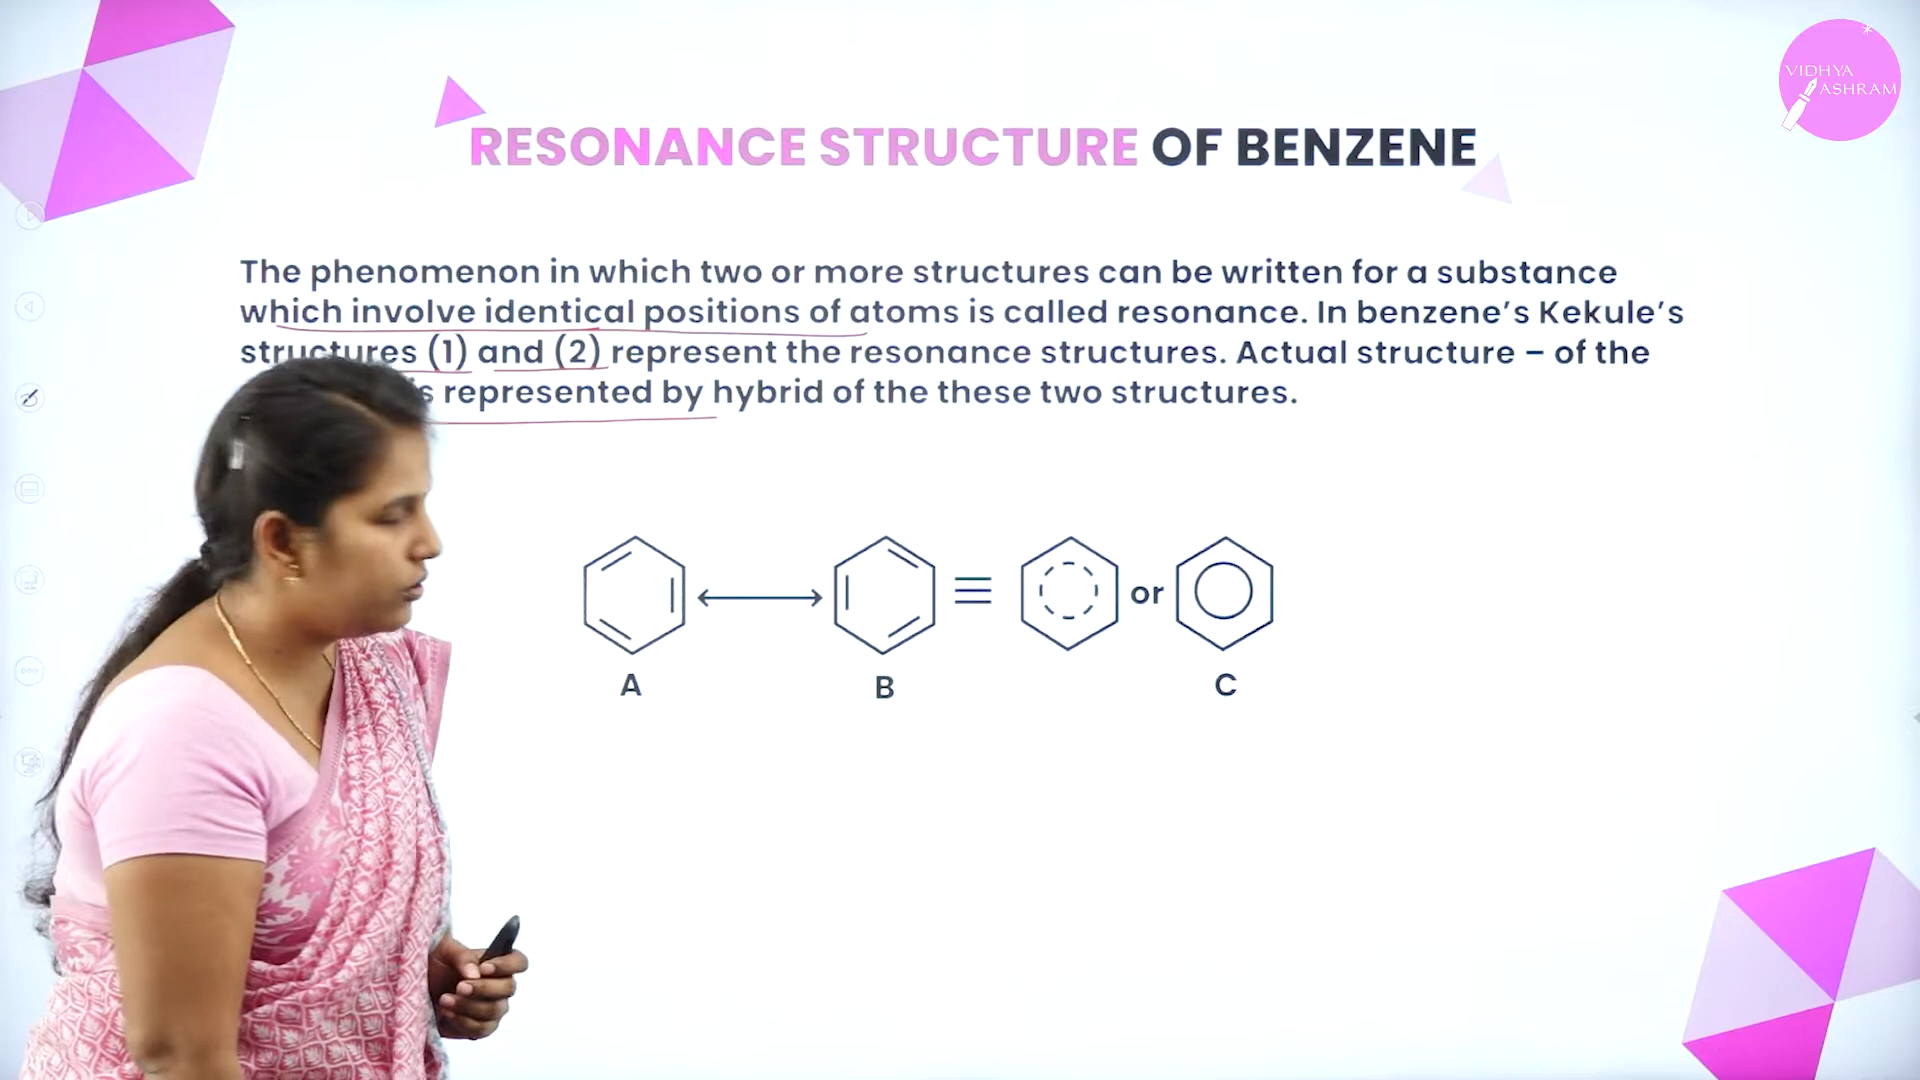 VIDHYA
ASHRAM
RESONANCE STRUCTURE OF BENZENE
The phenomenon in which two or more structures can be written for a substance
which involve identical positions of atoms is called resonance. In benzene's Kekule's
structures (1) and (2) represent the resonance structures. Actual structure – of the
represented by hybrid of the these two structures.
or
A
B
C